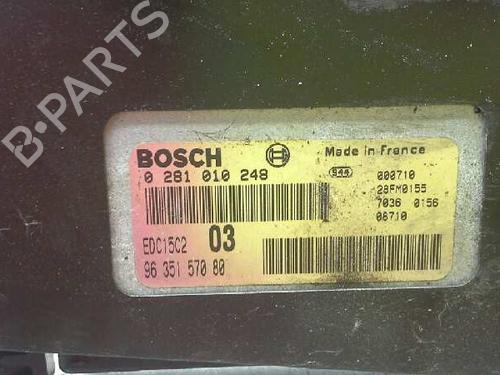 B-PARTS
BOSCH
Made in France
0 281 010 248
944 000710
28FM0155
7036 0156
08710
EDC15C2 03
96 351 570 80